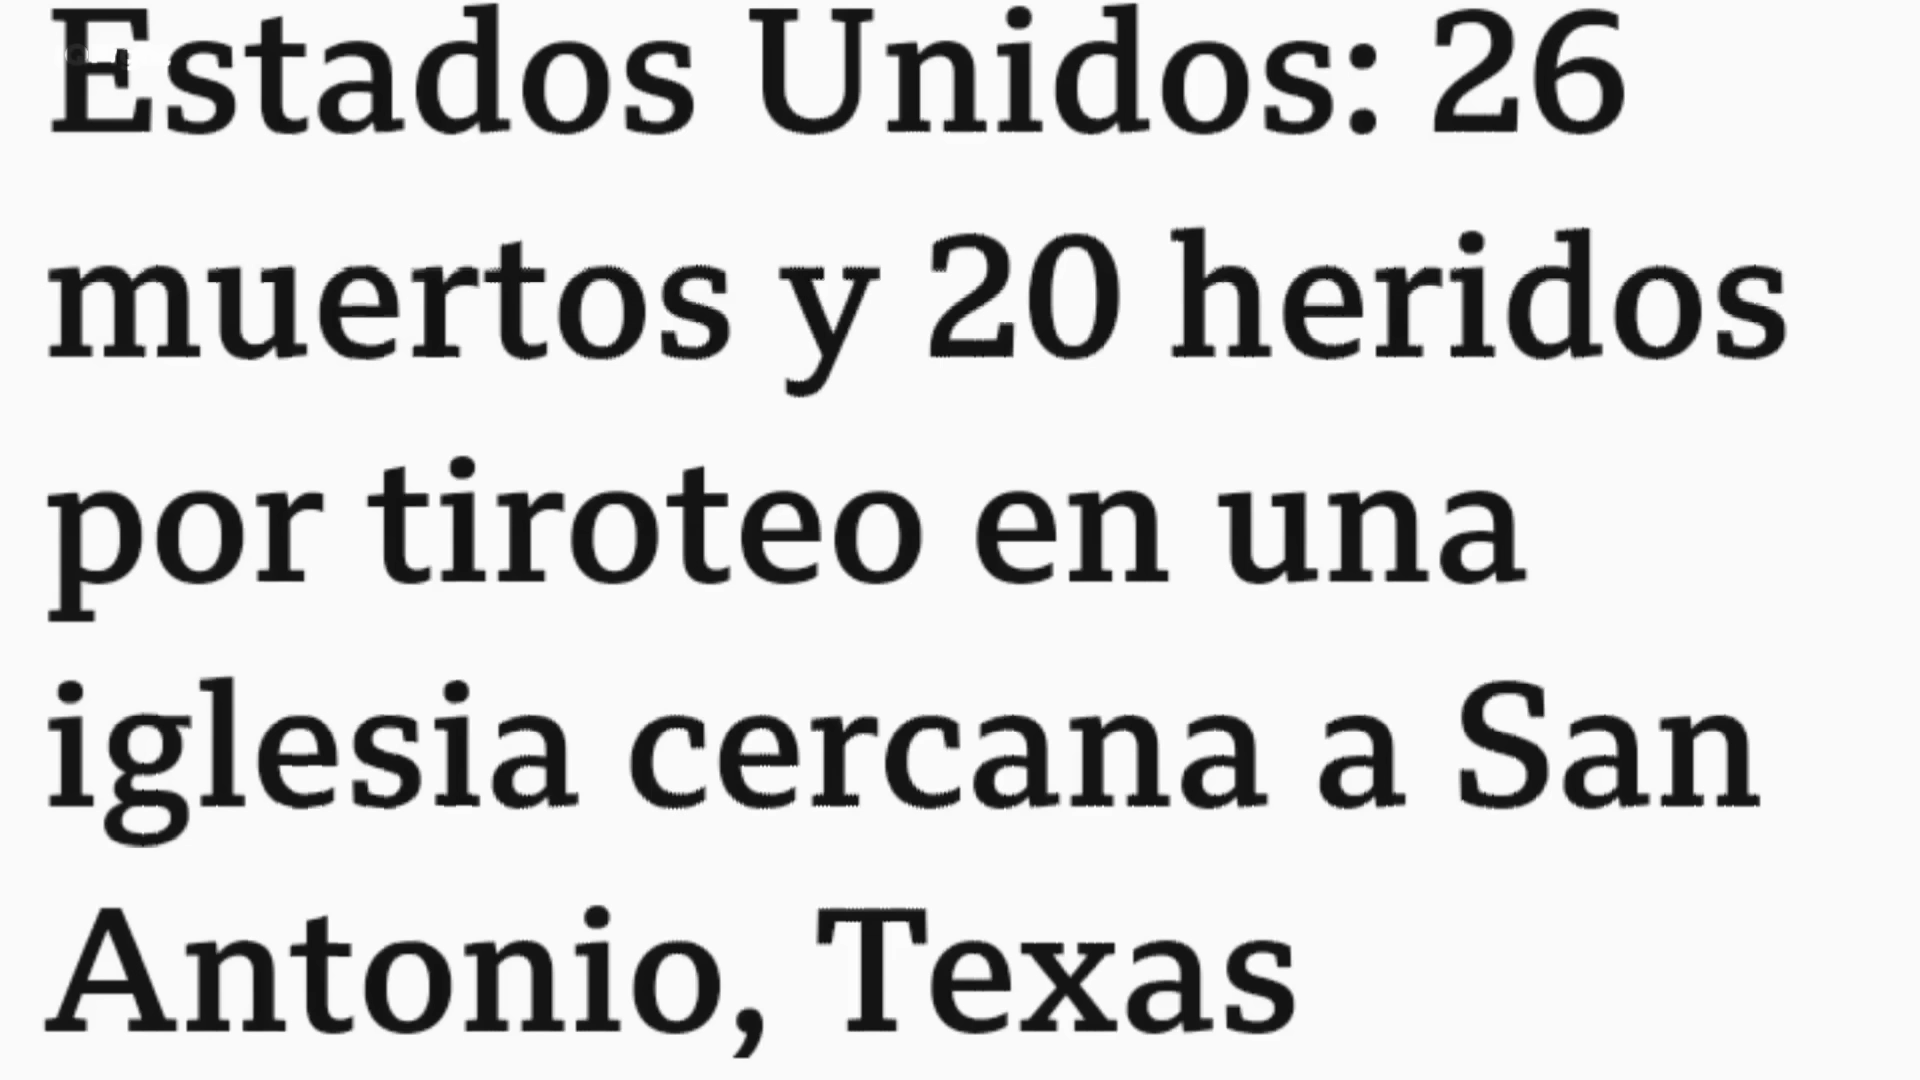 Estados Unidos: 26
muertos y 20 heridos
por tiroteo en una
iglesia cercana a San
Antonio, Texas